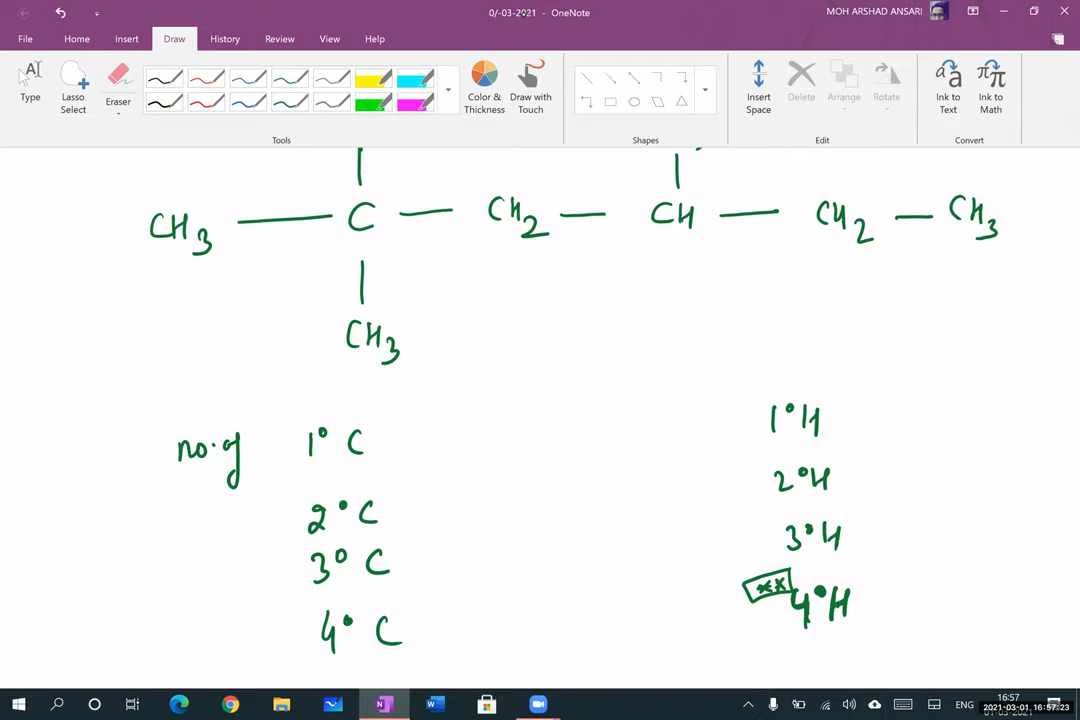 0/-03-2021 - OneNote
MOH ARSHAD ANSARI
File Home Insert Draw History Review View Help
Type
Lasso Select
Eraser
Color & Thickness
Draw with Touch
Insert Space
Delete
Arrange
Rotate
Ink to Text
Ink to Math
Tools Shapes Edit Convert
CH3 — C — CH2 — CH — CH2 — CH3
CH3
no. of 1° C
2° C
3° C
4° C
1° H
2° H
3° H
** 4° H
ENG
16:57
2021-03-01 16:57:23